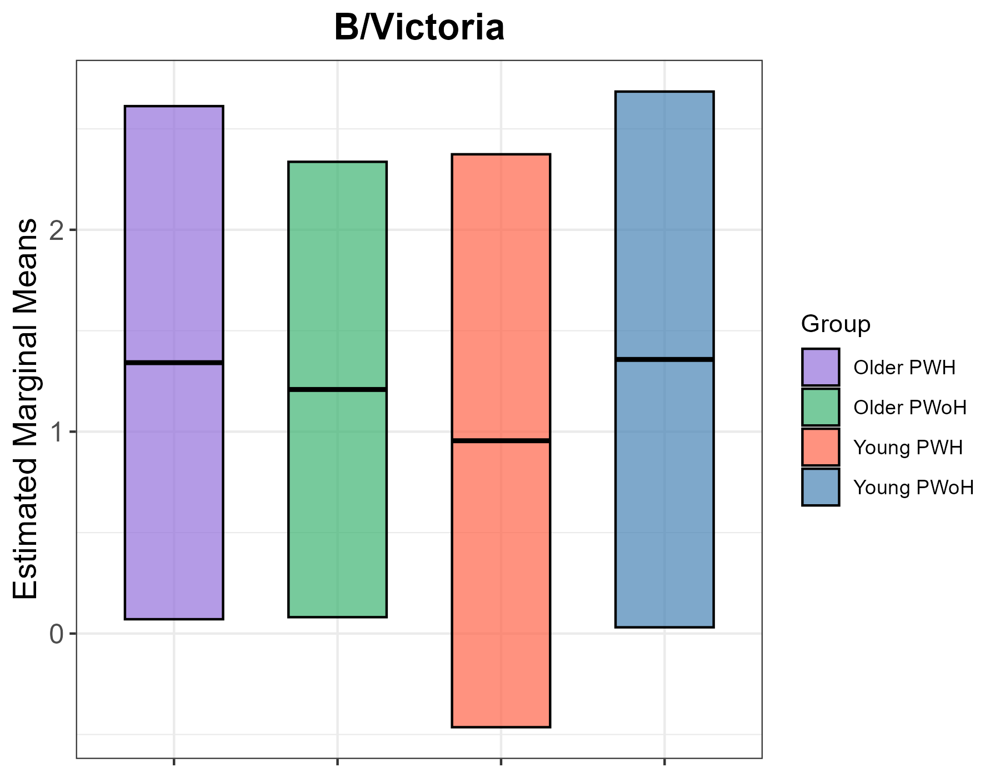 B/Victoria
Estimated Marginal Means
2
1
0
Group
Older PWH
Older PWoH
Young PWH
Young PWoH